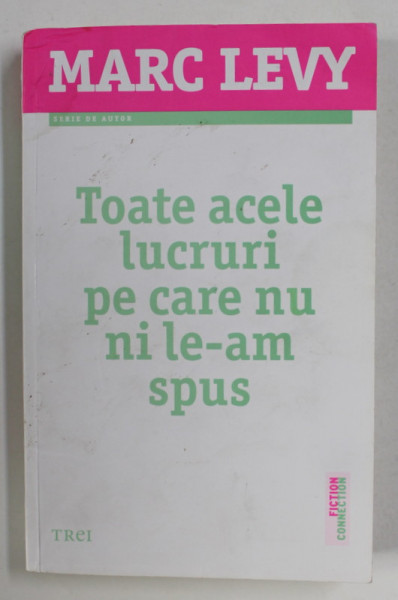 MARC LEVY
SERIE DE AUTOR
Toate acele
lucruri
pe care nu
ni le-am
spus
FICTION
CONNECTION
TREI